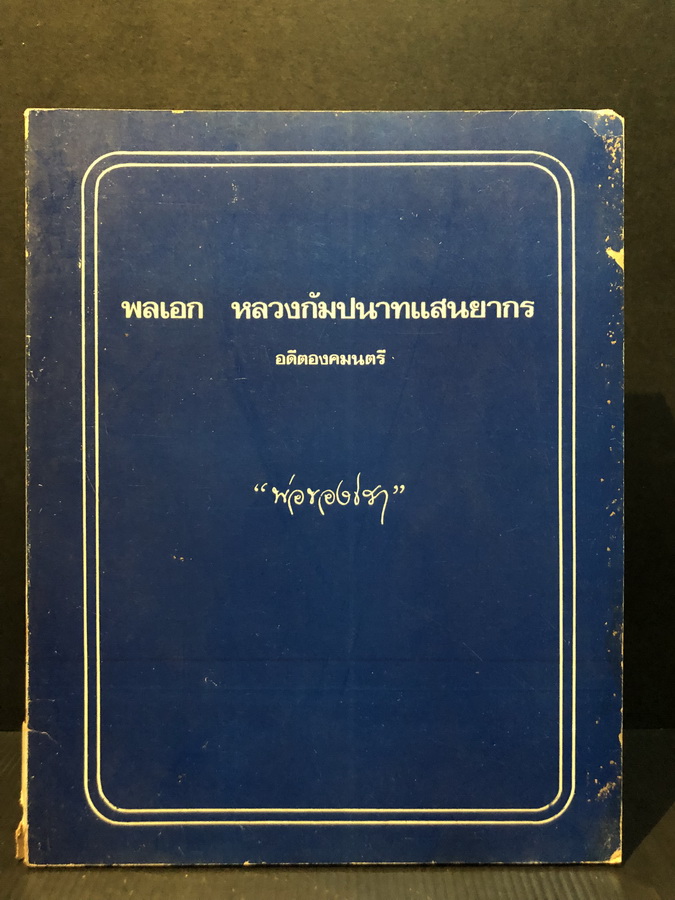 พลเอก หลวงกัมปนาทแสนยากร
อดีตองคมนตรี
“พ่อของเรา”